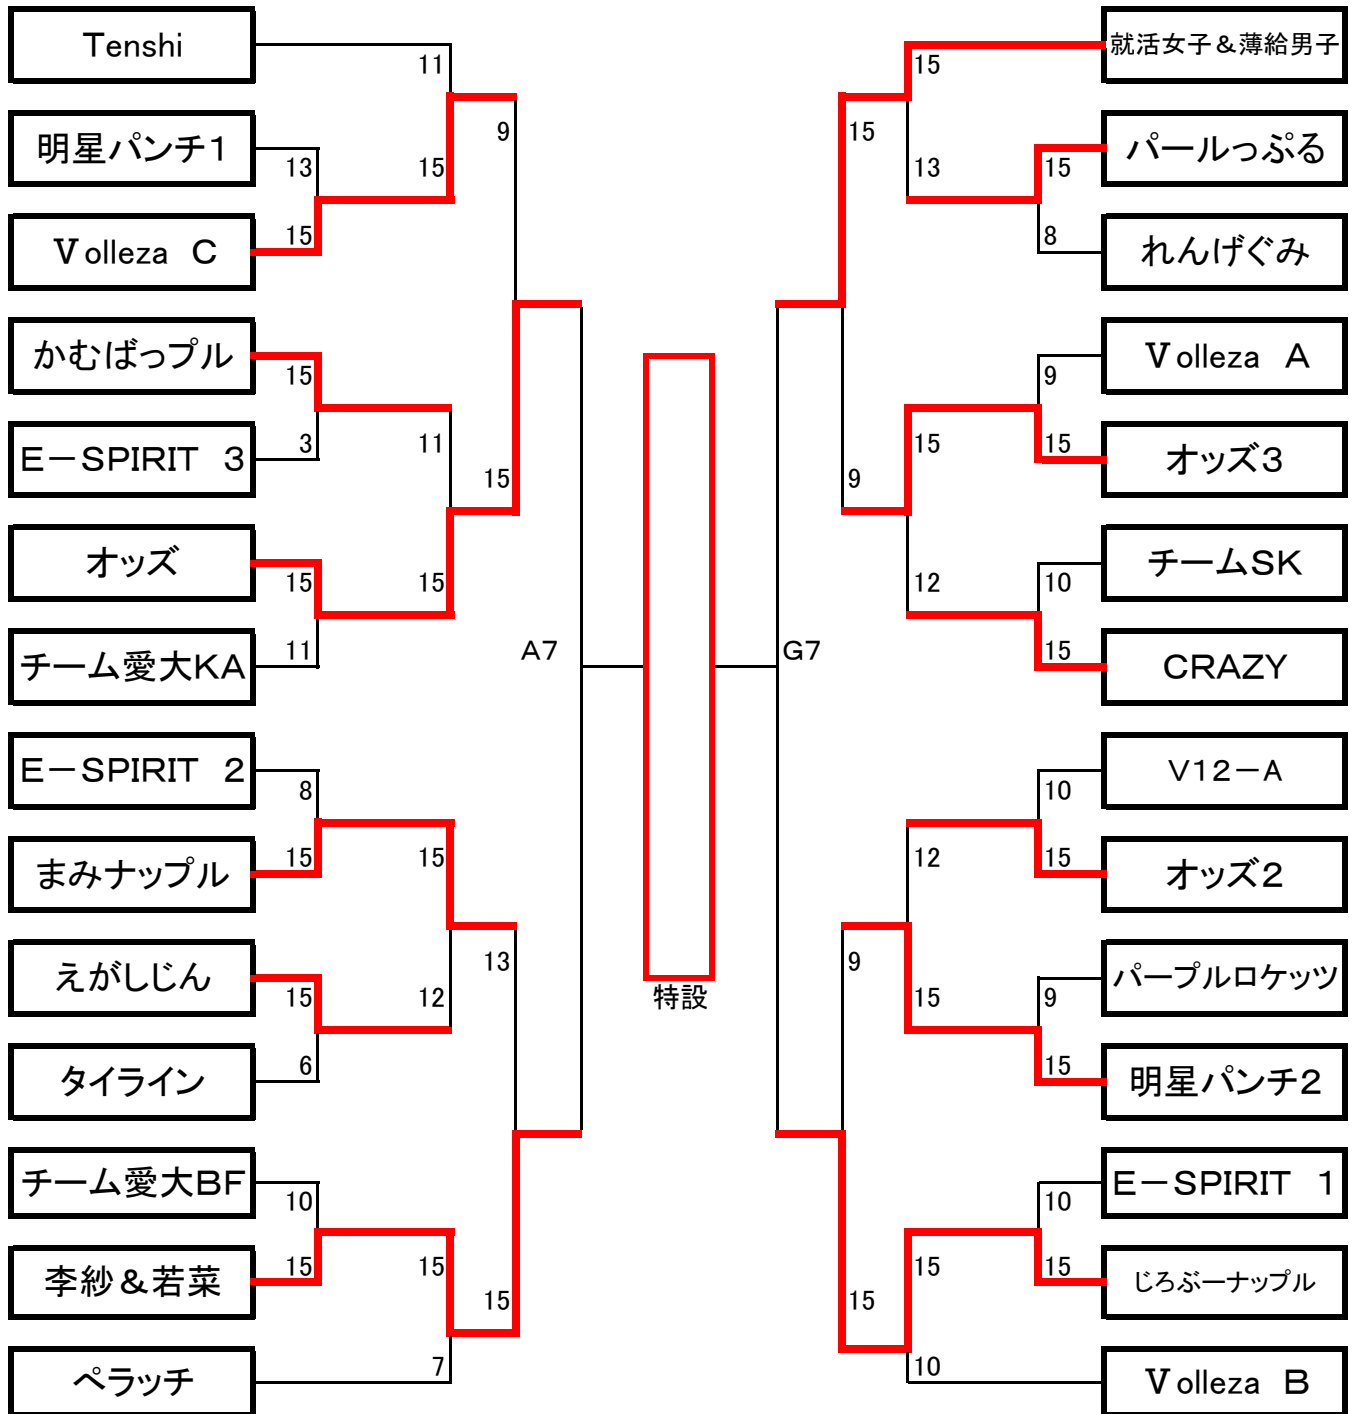 Tenshi
11
明星パンチ1
13
15
9
Volleza C
15
かむばっプル
15
E－SPIRIT 3
3
11
15
オッズ
15
15
チーム愛大KA
11
A7
E－SPIRIT 2
8
まみナップル
15
15
えがしじん
15
12
13
タイライン
6
チーム愛大BF
10
李紗＆若菜
15
15
15
ペラッチ
7
特設
就活女子＆薄給男子
15
15
パールっぷる
13
15
れんげぐみ
8
Volleza A
9
オッズ3
15
15
9
チームSK
12
10
CRAZY
15
G7
V12－A
10
オッズ2
12
15
パープルロケッツ
9
15
9
明星パンチ2
15
E－SPIRIT 1
10
じろぶーナップル
15
15
15
Volleza B
10